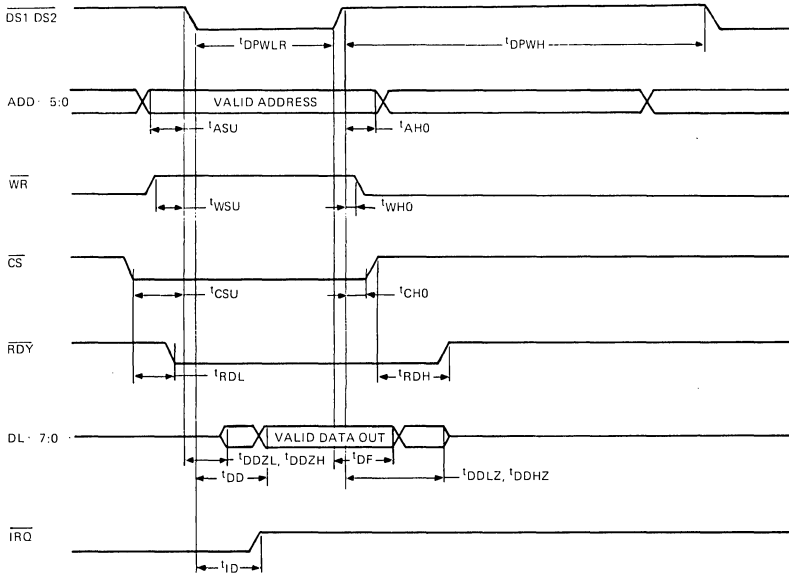 DS1 DS2
tDPWLR
tDPWH
ADD· 5:0
VALID ADDRESS
tASU
tAH0
WR
tWSU
tWH0
CS
tCSU
tCH0
RDY
tRDL
tRDH
DL· 7:0
VALID DATA OUT
tDDZL, tDDZH
tDF
tDD
tDDLZ, tDDHZ
IRQ
tID